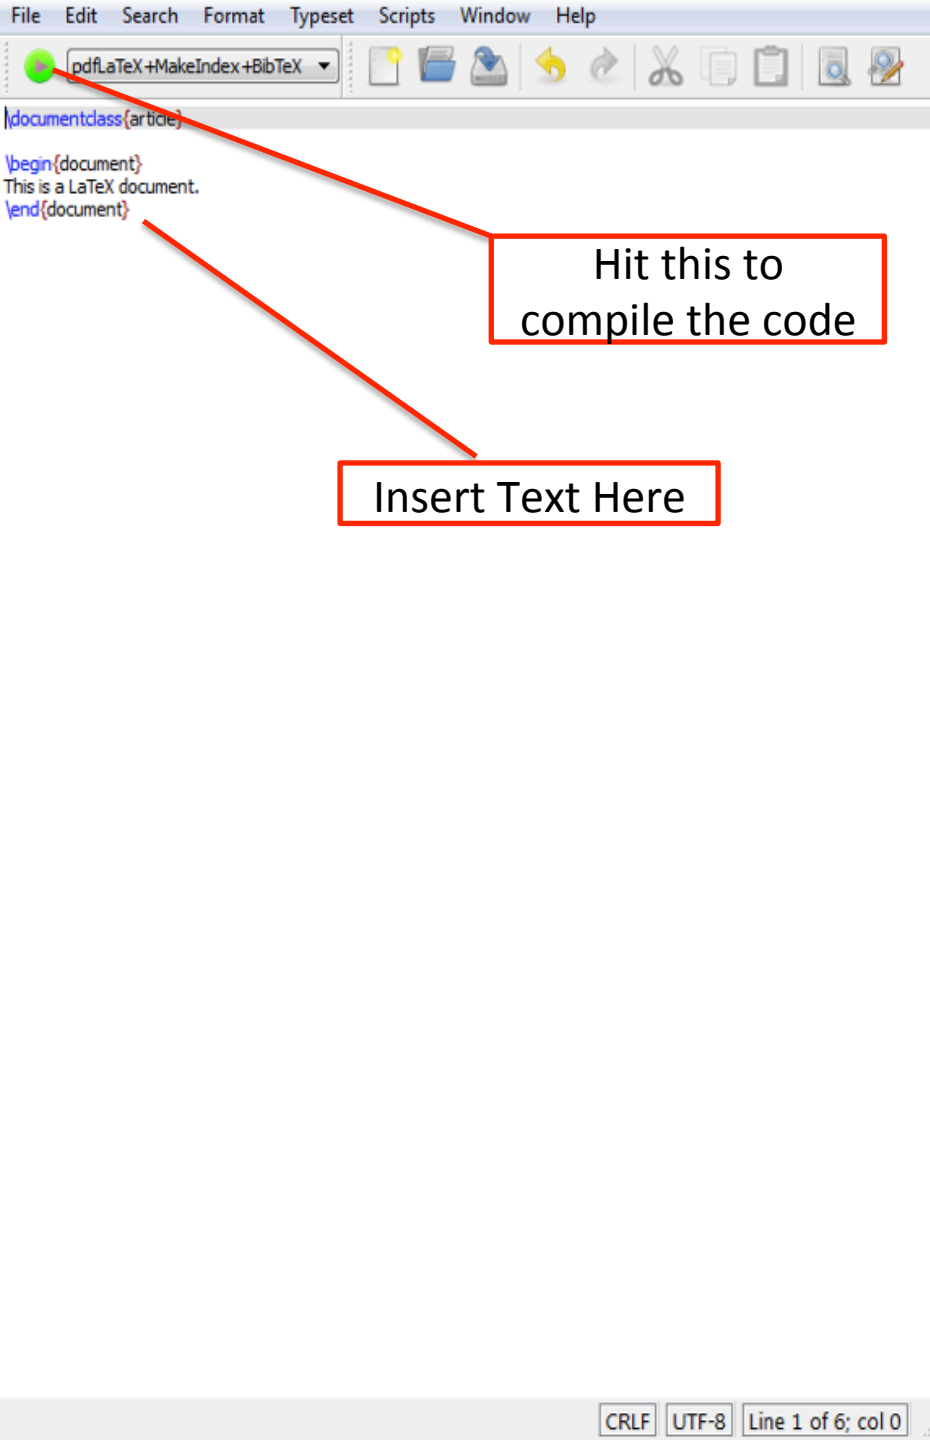 File Edit Search Format Typeset Scripts Window Help
pdfLaTeX+MakeIndex+BibTeX
\documentclass{article}
\begin{document}
This is a LaTeX document.
\end{document}
Hit this to
compile the code
Insert Text Here
CRLF UTF-8 Line 1 of 6; col 0